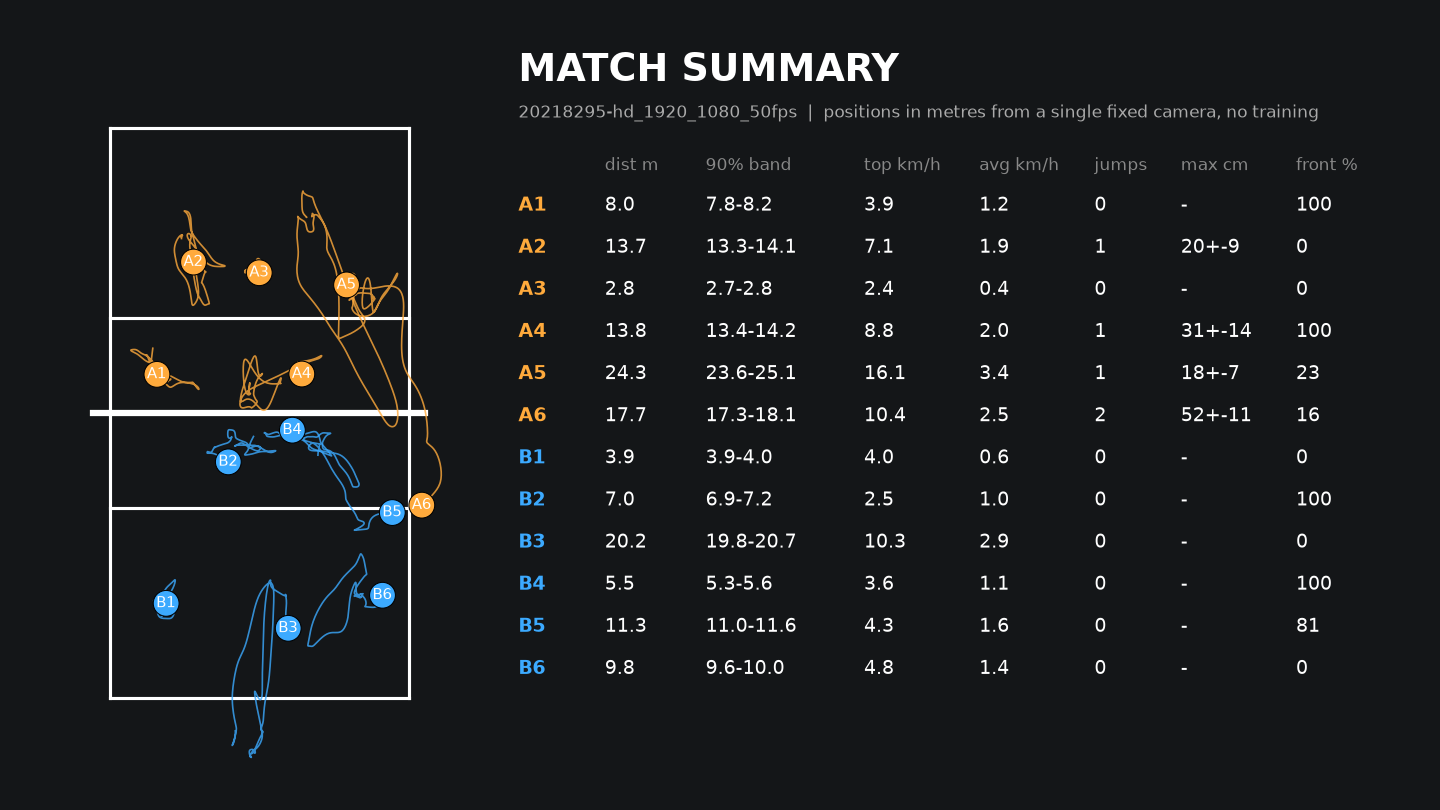 MATCH SUMMARY
20218295-hd_1920_1080_50fps | positions in metres from a single fixed camera, no training
dist m 90% band top km/h avg km/h jumps max cm front %
A1 8.0 7.8-8.2 3.9 1.2 0 - 100
A2 13.7 13.3-14.1 7.1 1.9 1 20+-9 0
A3 2.8 2.7-2.8 2.4 0.4 0 - 0
A4 13.8 13.4-14.2 8.8 2.0 1 31+-14 100
A5 24.3 23.6-25.1 16.1 3.4 1 18+-7 23
A6 17.7 17.3-18.1 10.4 2.5 2 52+-11 16
B1 3.9 3.9-4.0 4.0 0.6 0 - 0
B2 7.0 6.9-7.2 2.5 1.0 0 - 100
B3 20.2 19.8-20.7 10.3 2.9 0 - 0
B4 5.5 5.3-5.6 3.6 1.1 0 - 100
B5 11.3 11.0-11.6 4.3 1.6 0 - 81
B6 9.8 9.6-10.0 4.8 1.4 0 - 0
A2
A3
A5
A1
A4
B4
B2
A6
B5
B6
B1
B3